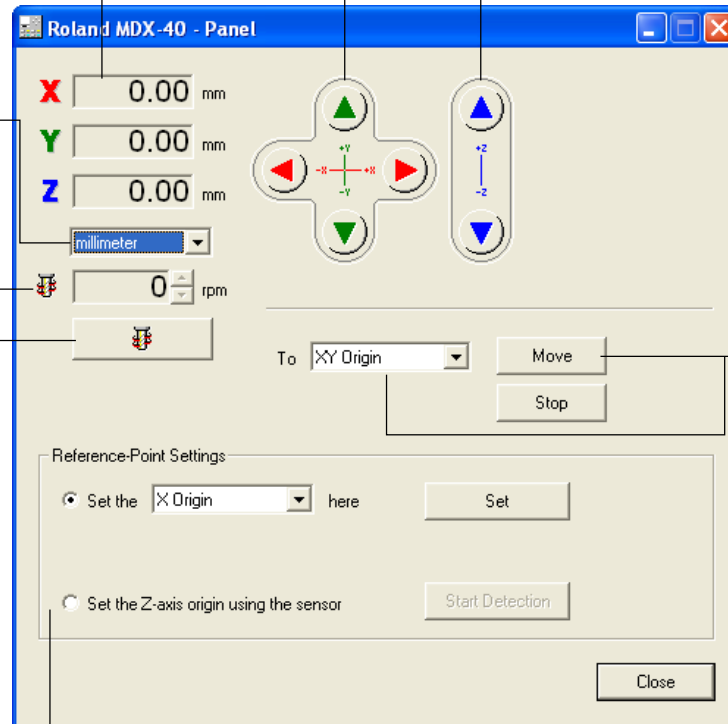 Roland MDX-40 - Panel
X 0.00 mm
Y 0.00 mm
Z 0.00 mm
millimeter
0 rpm
+Y
-X +X
-Y
+Z
-Z
To XY Origin Move
Stop
Reference-Point Settings
Set the X Origin here Set
Set the Z-axis origin using the sensor Start Detection
Close